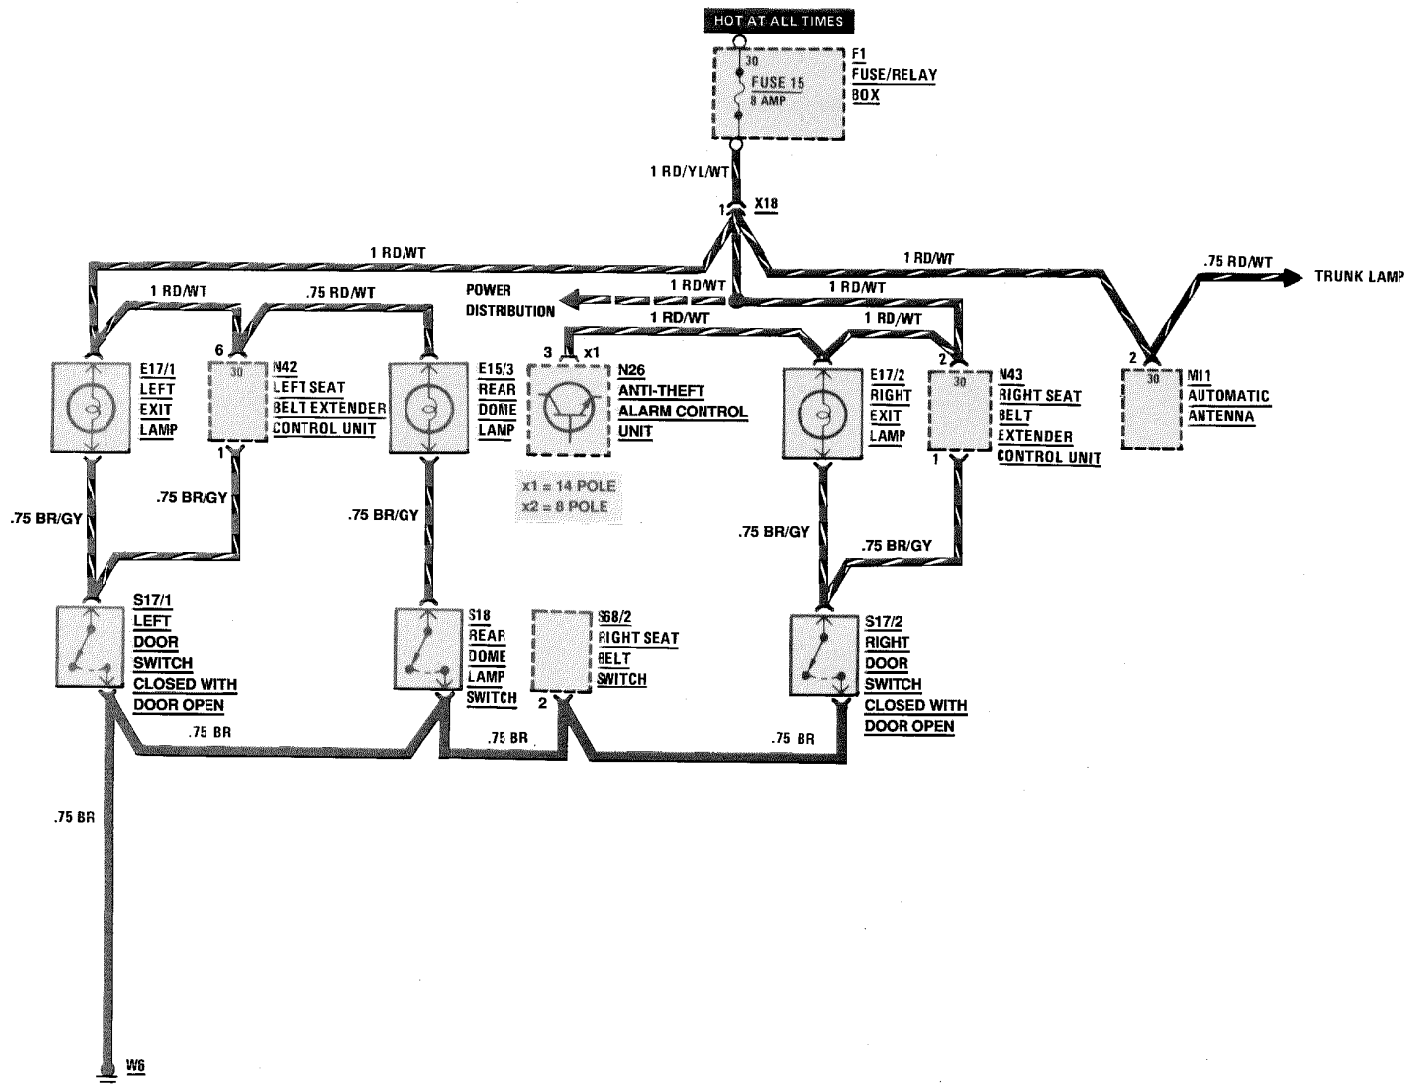 HOT AT ALL TIMES
30
FUSE 15
8 AMP
F1
FUSE/RELAY
BOX
1 RD/YL/WT
1
X18
1 RD/WT
1 RD/WT
.75 RD/WT
TRUNK LAMP
1 RD/WT
.75 RD/WT
POWER
DISTRIBUTION
1 RD/WT
1 RD/WT
1 RD/WT
1 RD/WT
6
30
3
x1
2
30
2
30
E17/1
LEFT
EXIT
LAMP
N42
LEFT SEAT
BELT EXTENDER
CONTROL UNIT
E15/3
REAR
DOME
LAMP
N26
ANTI-THEFT
ALARM CONTROL
UNIT
E17/2
RIGHT
EXIT
LAMP
N43
RIGHT SEAT
BELT
EXTENDER
CONTROL UNIT
M11
AUTOMATIC
ANTENNA
1
1
x1 = 14 POLE
x2 = 8 POLE
.75 BR/GY
.75 BR/GY
.75 BR/GY
.75 BR/GY
.75 BR/GY
S17/1
LEFT
DOOR
SWITCH
CLOSED WITH
DOOR OPEN
S18
REAR
DOME
LAMP
SWITCH
S68/2
RIGHT SEAT
BELT
SWITCH
2
S17/2
RIGHT
DOOR
SWITCH
CLOSED WITH
DOOR OPEN
.75 BR
.75 BR
.75 BR
.75 BR
W6